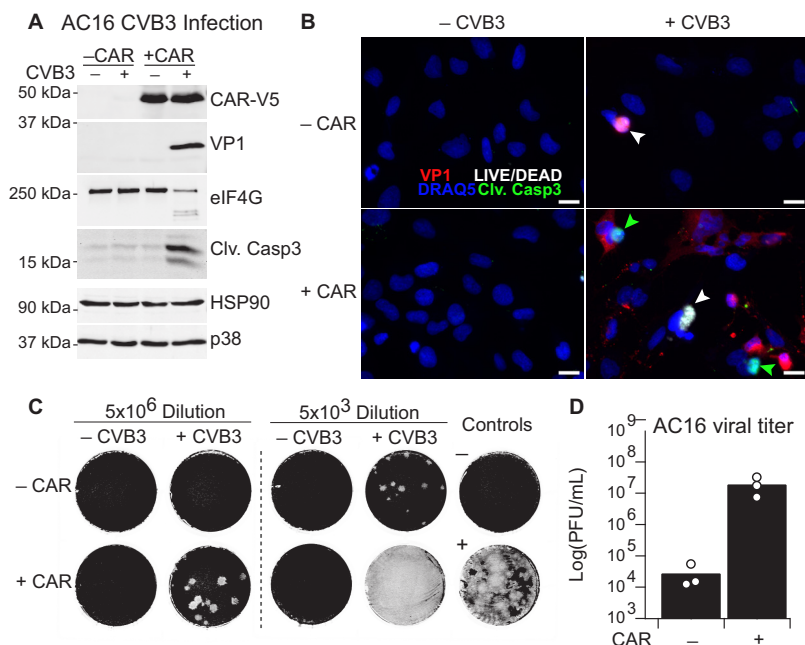 A AC16 CVB3 Infection
–CAR +CAR
CVB3 – + – +
50 kDa- CAR-V5
37 kDa-
VP1
250 kDa- eIF4G
Clv. Casp3
15 kDa-
90 kDa- HSP90
37 kDa- p38
B – CVB3 + CVB3
– CAR
VP1 LIVE/DEAD
DRAQ5 Clv. Casp3
+ CAR
C 5x10^6 Dilution 5x10^3 Dilution Controls
– CVB3 + CVB3 – CVB3 + CVB3
– CAR –
+ CAR +
D AC16 viral titer
Log(PFU/mL)
10^9
10^8
10^7
10^6
10^5
10^4
10^3
CAR – +